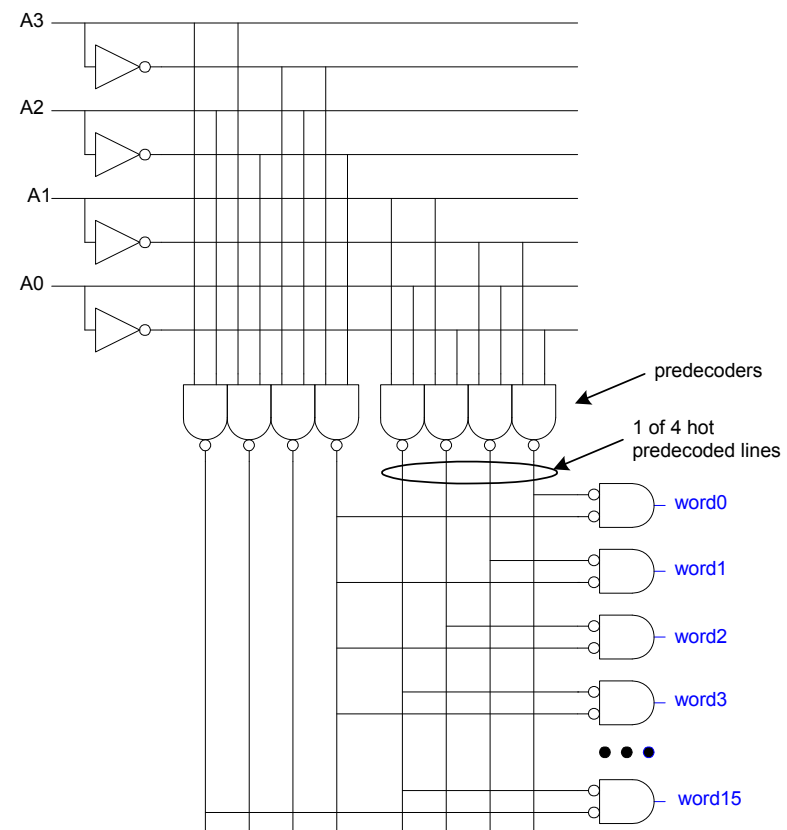 A3
A2
A1
A0
predecoders
1 of 4 hot
predecoded lines
word0
word1
word2
word3
word15